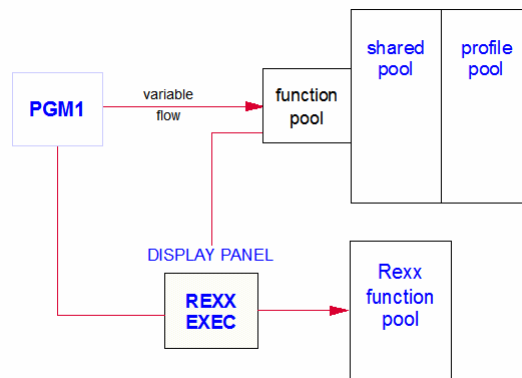 shared
pool
profile
pool
PGM1
variable
flow
function
pool
DISPLAY PANEL
REXX
EXEC
Rexx
function
pool